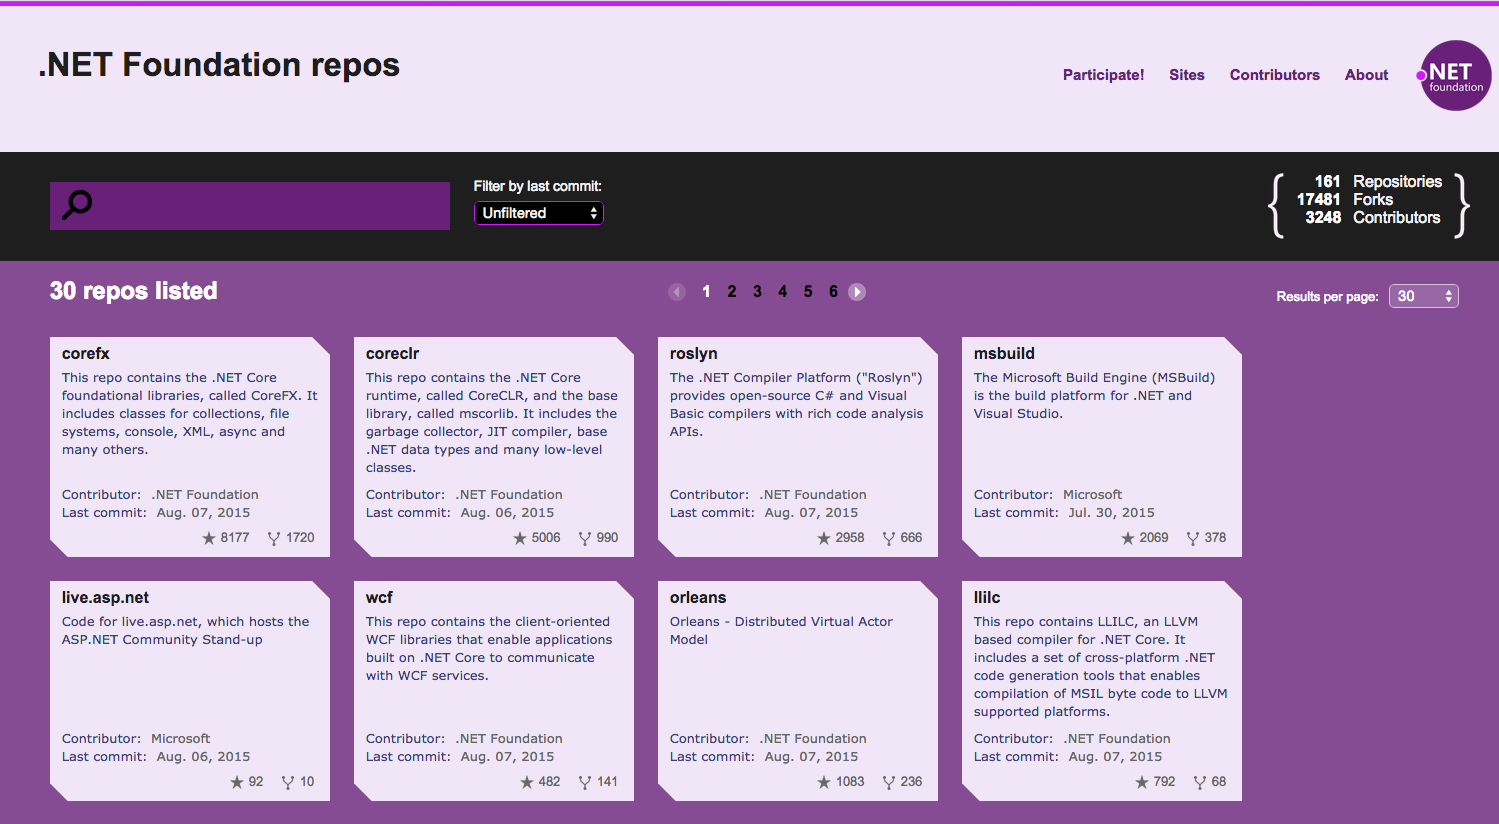 .NET Foundation repos
Participate! Sites Contributors About
NET
foundation
Filter by last commit:
Unfiltered
161 Repositories
17481 Forks
3248 Contributors
30 repos listed
1 2 3 4 5 6
Results per page: 30
corefx
This repo contains the .NET Core
foundational libraries, called CoreFX. It
includes classes for collections, file
systems, console, XML, async and
many others.
Contributor: .NET Foundation
Last commit: Aug. 07, 2015
8177 1720
coreclr
This repo contains the .NET Core
runtime, called CoreCLR, and the base
library, called mscorlib. It includes the
garbage collector, JIT compiler, base
.NET data types and many low-level
classes.
Contributor: .NET Foundation
Last commit: Aug. 06, 2015
5006 990
roslyn
The .NET Compiler Platform ("Roslyn")
provides open-source C# and Visual
Basic compilers with rich code analysis
APIs.
Contributor: .NET Foundation
Last commit: Aug. 07, 2015
2958 666
msbuild
The Microsoft Build Engine (MSBuild)
is the build platform for .NET and
Visual Studio.
Contributor: Microsoft
Last commit: Jul. 30, 2015
2069 378
live.asp.net
Code for live.asp.net, which hosts the
ASP.NET Community Stand-up
Contributor: Microsoft
Last commit: Aug. 06, 2015
92 10
wcf
This repo contains the client-oriented
WCF libraries that enable applications
built on .NET Core to communicate
with WCF services.
Contributor: .NET Foundation
Last commit: Aug. 07, 2015
482 141
orleans
Orleans - Distributed Virtual Actor
Model
Contributor: .NET Foundation
Last commit: Aug. 07, 2015
1083 236
llilc
This repo contains LLILC, an LLVM
based compiler for .NET Core. It
includes a set of cross-platform .NET
code generation tools that enables
compilation of MSIL byte code to LLVM
supported platforms.
Contributor: .NET Foundation
Last commit: Aug. 07, 2015
792 68